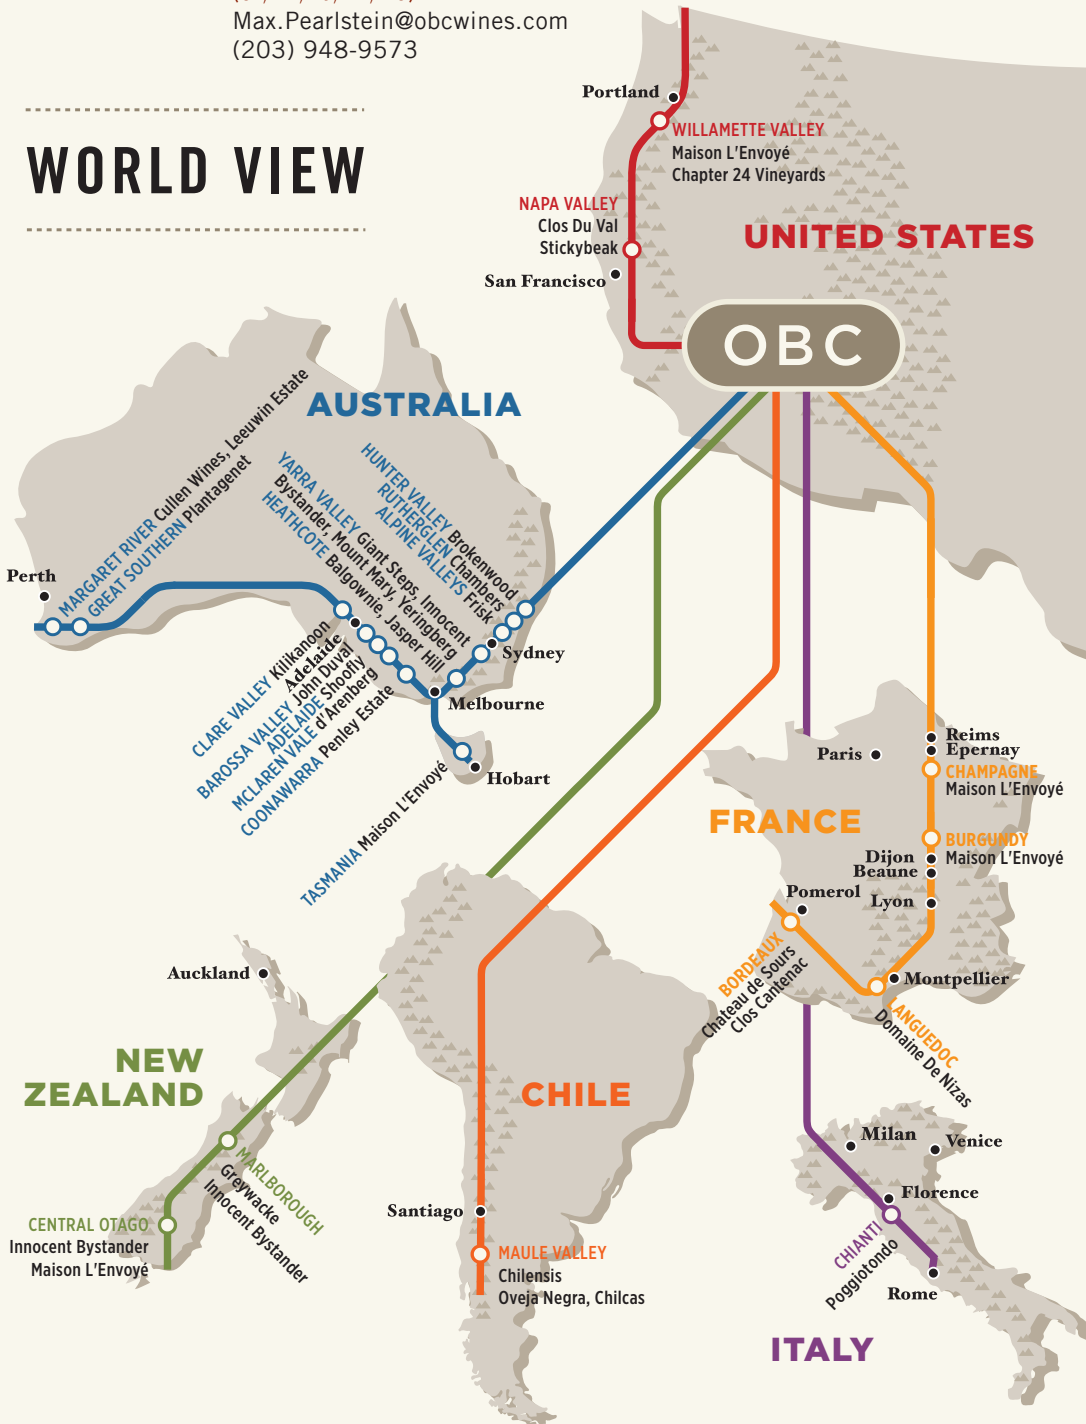 Max.Pearlstein@obcwines.com
(203) 948-9573
WORLD VIEW
Portland
WILLAMETTE VALLEY
Maison L'Envoyé
Chapter 24 Vineyards
NAPA VALLEY
Clos Du Val
Stickybeak
San Francisco
UNITED STATES
OBC
AUSTRALIA
Perth
MARGARET RIVER Cullen Wines, Leeuwin Estate
GREAT SOUTHERN Plantagenet
HUNTER VALLEY Brokenwood
RUTHERGLEN Chambers
ALPINE VALLEYS Frisk
YARRA VALLEY Giant Steps, Innocent
Bystander, Mount Mary, Yeringberg
HEATHCOTE Balgownie, Jasper Hill
Sydney
Melbourne
Hobart
CLARE VALLEY Kilikanoon
Adelaide
BAROSSA VALLEY John Duval
ADELAIDE Shoofly
MCLAREN VALE d'Arenberg
COONAWARRA Penley Estate
TASMANIA Maison L'Envoyé
Paris
Reims
Epernay
CHAMPAGNE
Maison L'Envoyé
FRANCE
BURGUNDY
Maison L'Envoyé
Dijon
Beaune
Lyon
Pomerol
BORDEAUX
Chateau de Sours
Clos Cantenac
Montpellier
LANGUEDOC
Domaine De Nizas
Auckland
NEW
ZEALAND
MARLBOROUGH
Greywacke
Innocent Bystander
CENTRAL OTAGO
Innocent Bystander
Maison L'Envoyé
CHILE
Santiago
MAULE VALLEY
Chilensis
Oveja Negra, Chilcas
Milan
Venice
Florence
CHIANTI
Poggiotondo
Rome
ITALY